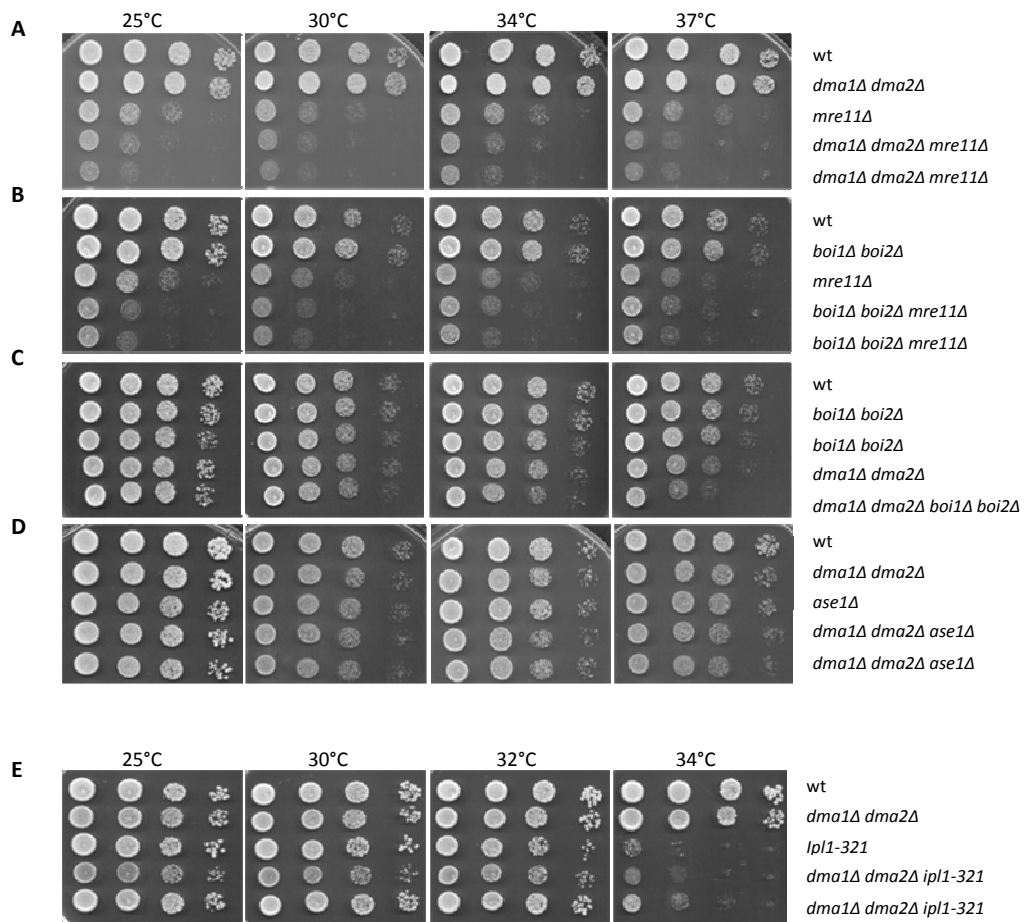 25°C 30°C 34°C 37°C
A
wt
dma1Δ dma2Δ
mre11Δ
dma1Δ dma2Δ mre11Δ
dma1Δ dma2Δ mre11Δ
B
wt
boi1Δ boi2Δ
mre11Δ
boi1Δ boi2Δ mre11Δ
boi1Δ boi2Δ mre11Δ
C
wt
boi1Δ boi2Δ
boi1Δ boi2Δ
dma1Δ dma2Δ
dma1Δ dma2Δ boi1Δ boi2Δ
D
wt
dma1Δ dma2Δ
ase1Δ
dma1Δ dma2Δ ase1Δ
dma1Δ dma2Δ ase1Δ
25°C 30°C 32°C 34°C
E
wt
dma1Δ dma2Δ
Ipl1-321
dma1Δ dma2Δ ipl1-321
dma1Δ dma2Δ ipl1-321